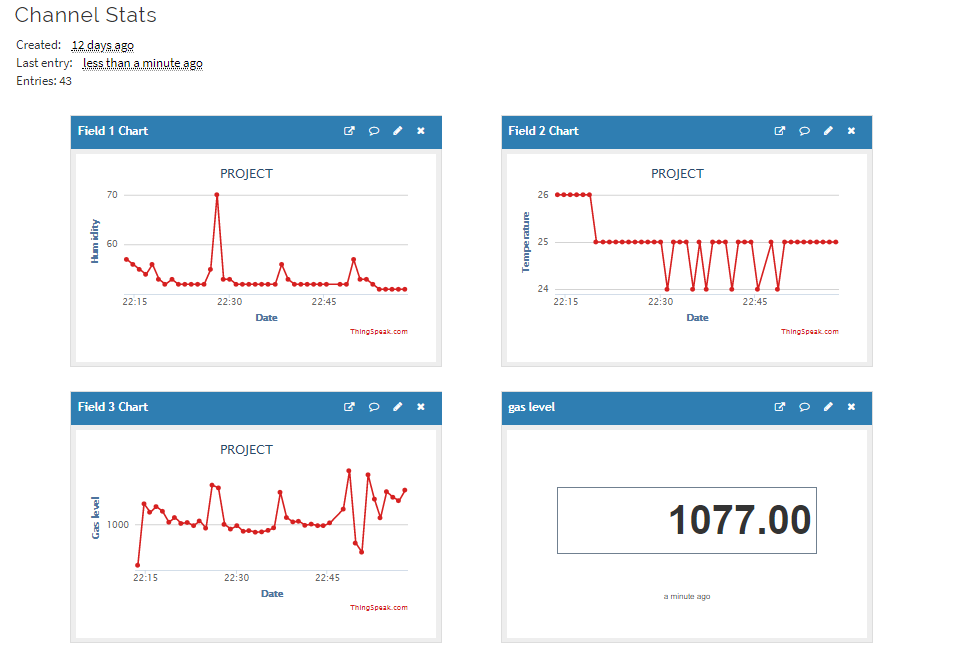 Channel Stats
Created: 12 days ago
Last entry: less than a minute ago
Entries: 43
Field 1 Chart
PROJECT
Humidity
70
60
22:15 22:30 22:45
Date
ThingSpeak.com
Field 2 Chart
PROJECT
Temperature
26
25
24
22:15 22:30 22:45
Date
ThingSpeak.com
Field 3 Chart
PROJECT
Gas level
1000
22:15 22:30 22:45
Date
ThingSpeak.com
gas level
1077.00
a minute ago